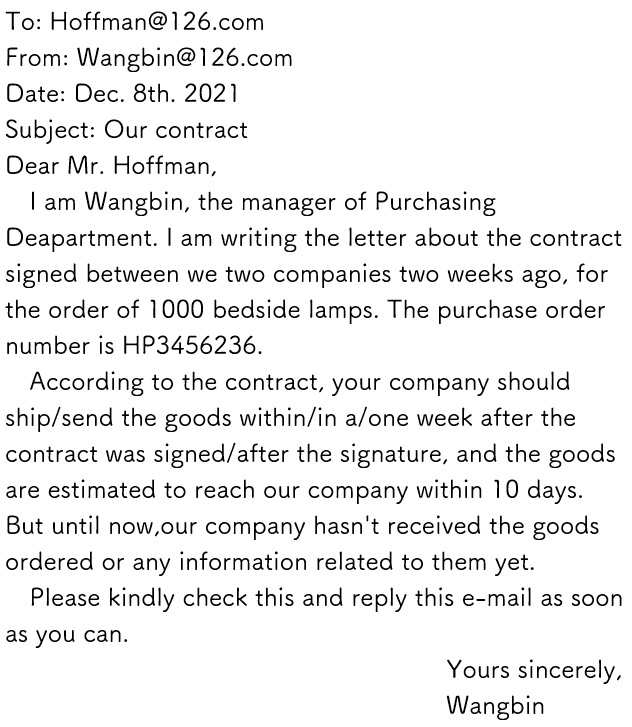 To: Hoffman@126.com
From: Wangbin@126.com
Date: Dec. 8th. 2021
Subject: Our contract
Dear Mr. Hoffman,
I am Wangbin, the manager of Purchasing
Deapartment. I am writing the letter about the contract
signed between we two companies two weeks ago, for
the order of 1000 bedside lamps. The purchase order
number is HP3456236.
According to the contract, your company should
ship/send the goods within/in a/one week after the
contract was signed/after the signature, and the goods
are estimated to reach our company within 10 days.
But until now,our company hasn't received the goods
ordered or any information related to them yet.
Please kindly check this and reply this e-mail as soon
as you can.
Yours sincerely,
Wangbin